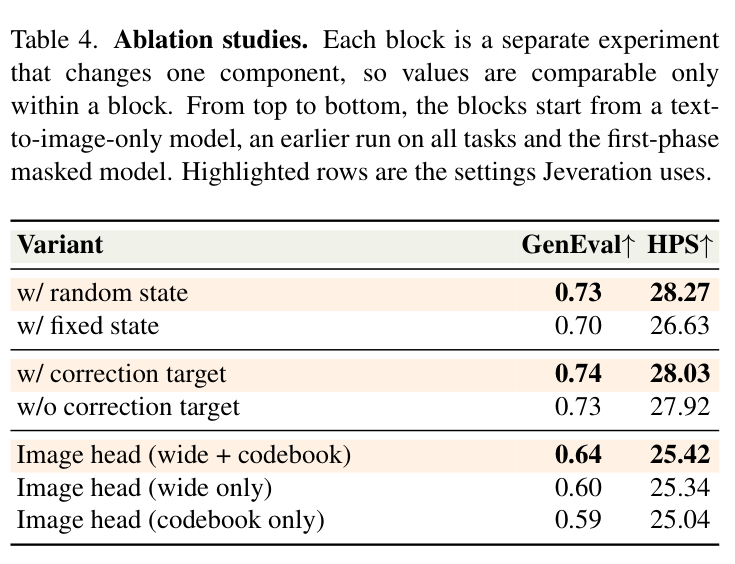 Table 4. Ablation studies. Each block is a separate experiment
that changes one component, so values are comparable only
within a block. From top to bottom, the blocks start from a text-
to-image-only model, an earlier run on all tasks and the first-phase
masked model. Highlighted rows are the settings Jeveration uses.
Variant GenEval↑ HPS↑
w/ random state 0.73 28.27
w/ fixed state 0.70 26.63
w/ correction target 0.74 28.03
w/o correction target 0.73 27.92
Image head (wide + codebook) 0.64 25.42
Image head (wide only) 0.60 25.34
Image head (codebook only) 0.59 25.04